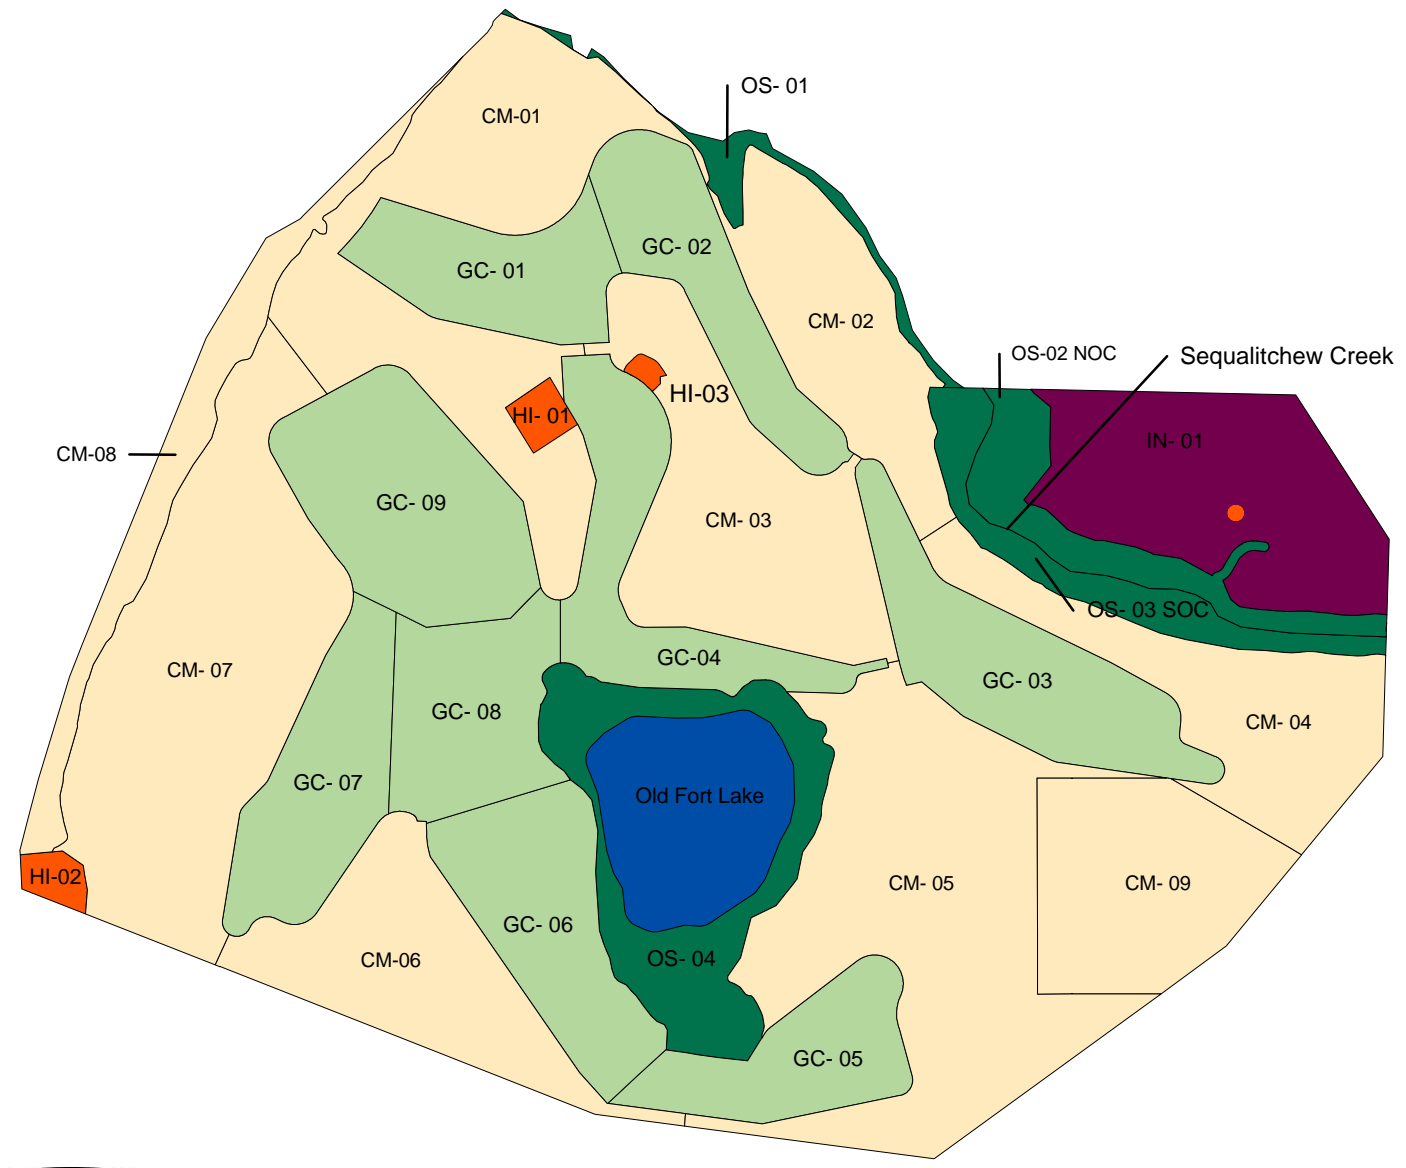 OS- 01
CM-01
GC- 02
GC- 01
CM- 02
OS-02 NOC
Sequalitchew Creek
HI-03
HI- 01
IN- 01
CM-08
GC- 09
CM- 03
OS- 03 SOC
GC-04
CM- 07
GC- 03
GC- 08
CM- 04
GC- 07
Old Fort Lake
HI-02
CM- 05
CM- 09
GC- 06
CM-06
OS- 04
GC- 05